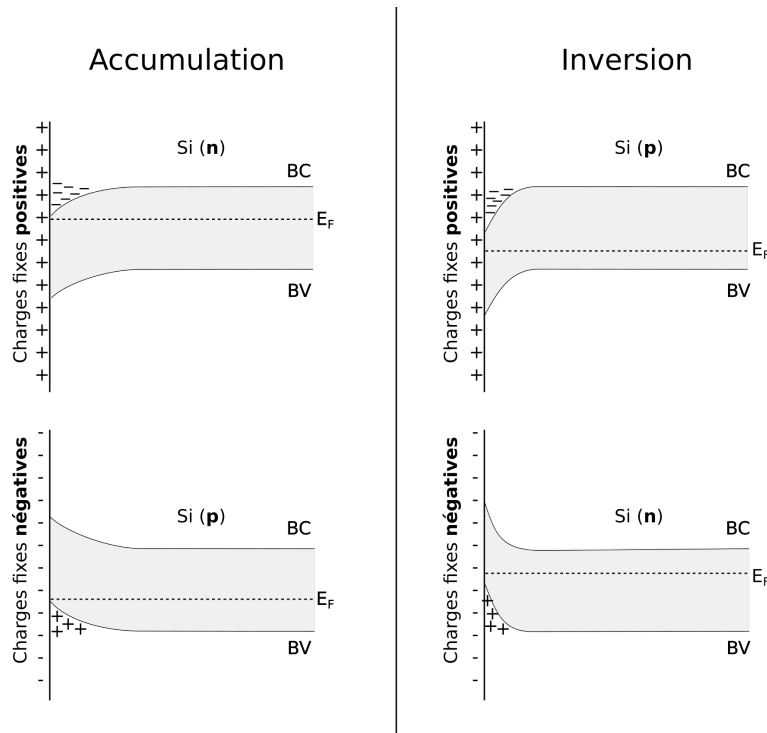 Accumulation
Charges fixes positives
Si (n)
BC
E_F
BV
Charges fixes négatives
Si (p)
BC
E_F
BV
Inversion
Charges fixes positives
Si (p)
BC
E_F
BV
Charges fixes négatives
Si (n)
BC
E_F
BV